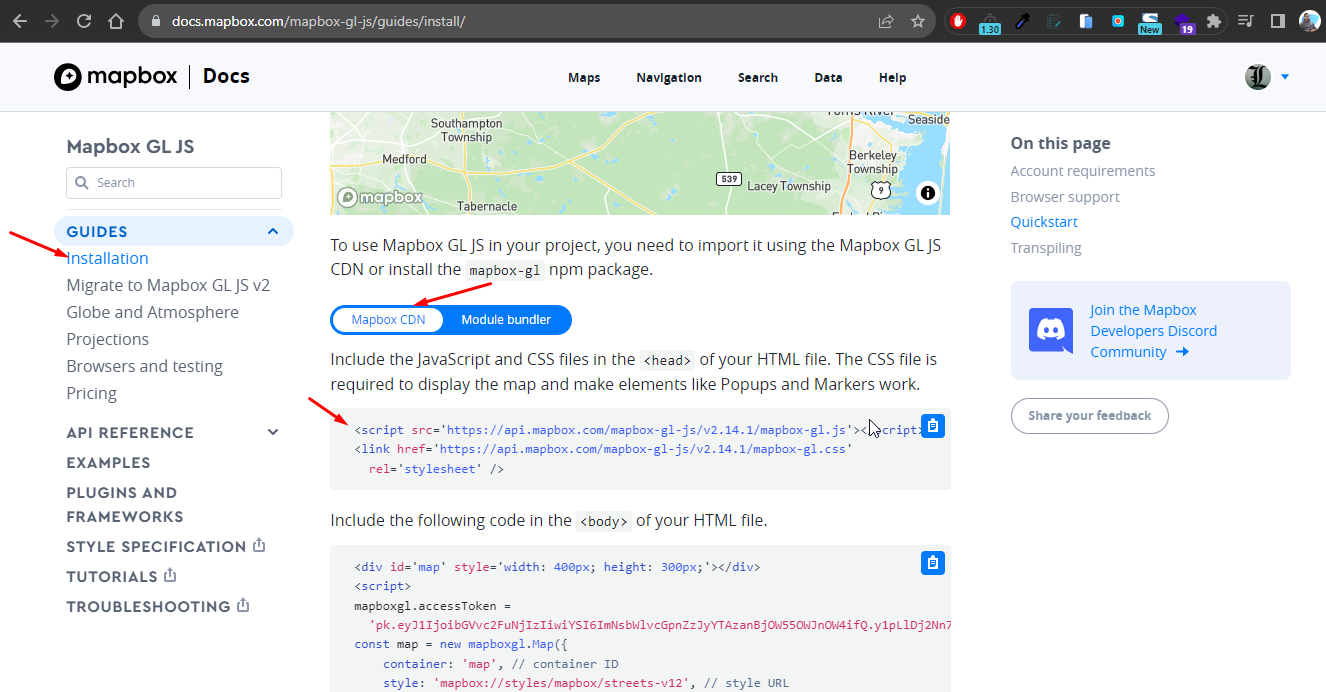 docs.mapbox.com/mapbox-gl-js/guides/install/
1.30
New
19
mapbox Docs
Maps Navigation Search Data Help
Mapbox GL JS
Search
GUIDES
Installation
Migrate to Mapbox GL JS v2
Globe and Atmosphere
Projections
Browsers and testing
Pricing
API REFERENCE
EXAMPLES
PLUGINS AND
FRAMEWORKS
STYLE SPECIFICATION
TUTORIALS
TROUBLESHOOTING
Southampton
Township
Medford
Tabernacle
539
Lacey Township
Berkeley
Township
9
Seaside
mapbox
To use Mapbox GL JS in your project, you need to import it using the Mapbox GL JS
CDN or install the mapbox-gl npm package.
Mapbox CDN Module bundler
Include the JavaScript and CSS files in the <head> of your HTML file. The CSS file is
required to display the map and make elements like Popups and Markers work.
<script src='https://api.mapbox.com/mapbox-gl-js/v2.14.1/mapbox-gl.js'></script>
<link href='https://api.mapbox.com/mapbox-gl-js/v2.14.1/mapbox-gl.css'
rel='stylesheet' />
Include the following code in the <body> of your HTML file.
<div id='map' style='width: 400px; height: 300px;'></div>
<script>
mapboxgl.accessToken =
const map = new mapboxgl.Map({
container: 'map', // container ID
style: 'mapbox://styles/mapbox/streets-v12', // style URL
On this page
Account requirements
Browser support
Quickstart
Transpiling
Join the Mapbox
Developers Discord
Community →
Share your feedback